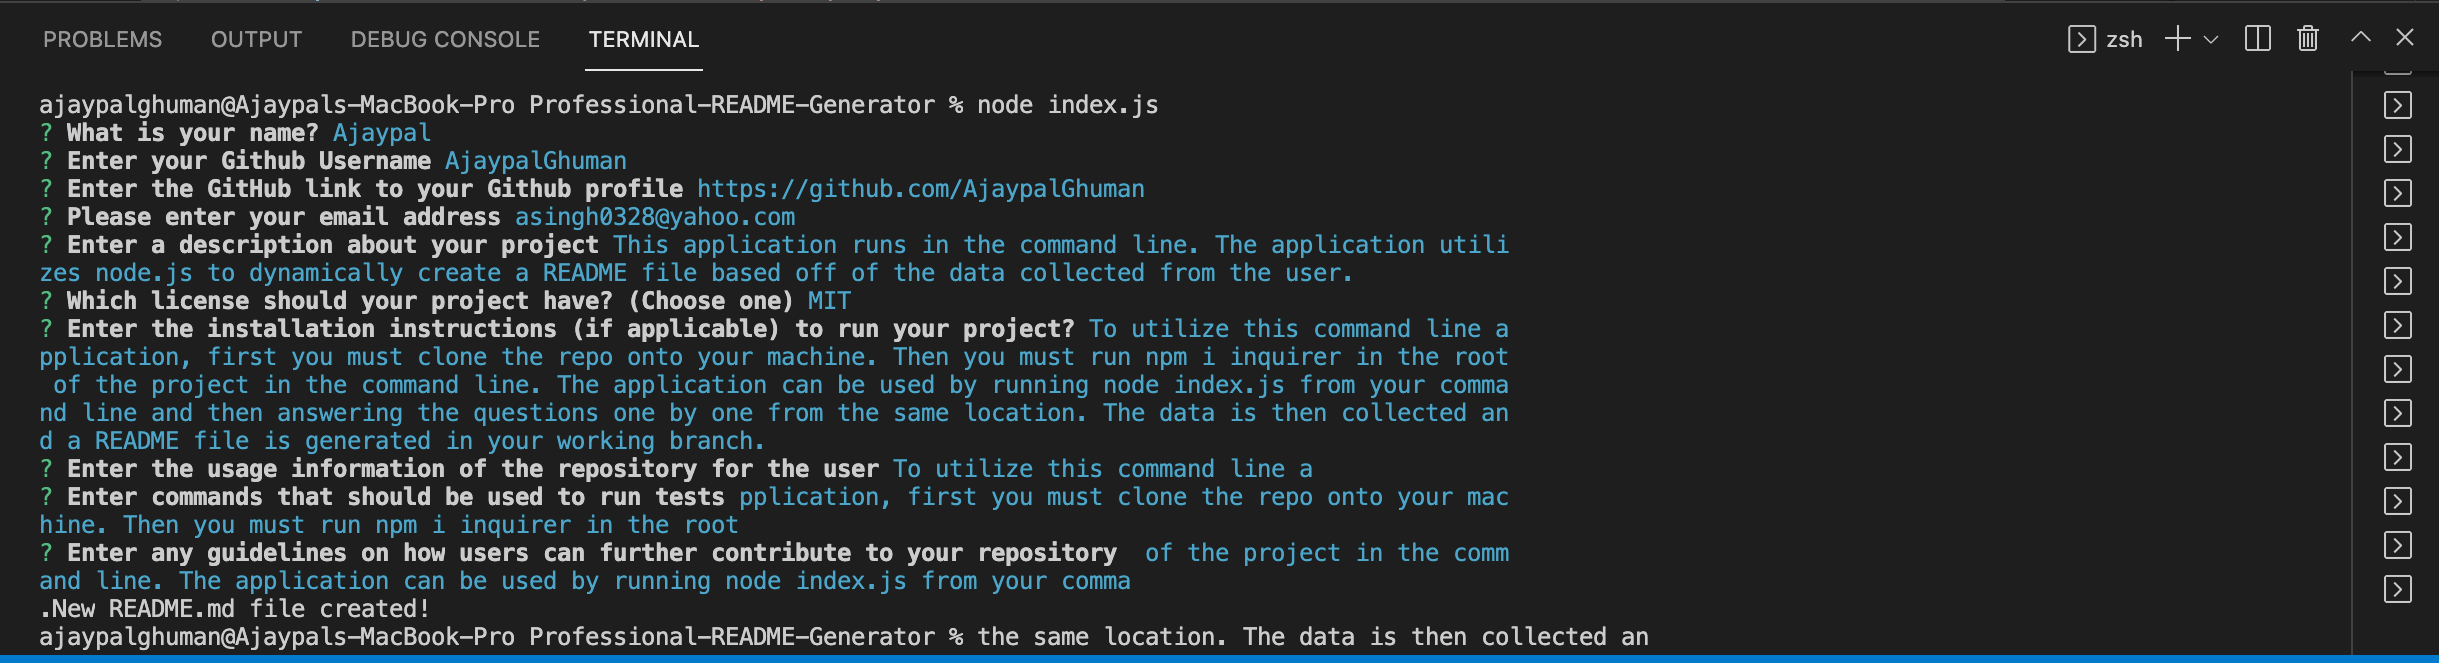 PROBLEMS OUTPUT DEBUG CONSOLE TERMINAL zsh
ajaypalghuman@Ajaypals-MacBook-Pro Professional-README-Generator % node index.js
? What is your name? Ajaypal
? Enter your Github Username AjaypalGhuman
? Enter the GitHub link to your Github profile https://github.com/AjaypalGhuman
? Please enter your email address asingh0328@yahoo.com
? Enter a description about your project This application runs in the command line. The application utili
zes node.js to dynamically create a README file based off of the data collected from the user.
? Which license should your project have? (Choose one) MIT
? Enter the installation instructions (if applicable) to run your project? To utilize this command line a
pplication, first you must clone the repo onto your machine. Then you must run npm i inquirer in the root
 of the project in the command line. The application can be used by running node index.js from your comma
nd line and then answering the questions one by one from the same location. The data is then collected an
d a README file is generated in your working branch.
? Enter the usage information of the repository for the user To utilize this command line a
? Enter commands that should be used to run tests pplication, first you must clone the repo onto your mac
hine. Then you must run npm i inquirer in the root
? Enter any guidelines on how users can further contribute to your repository  of the project in the comm
and line. The application can be used by running node index.js from your comma
.New README.md file created!
ajaypalghuman@Ajaypals-MacBook-Pro Professional-README-Generator % the same location. The data is then collected an